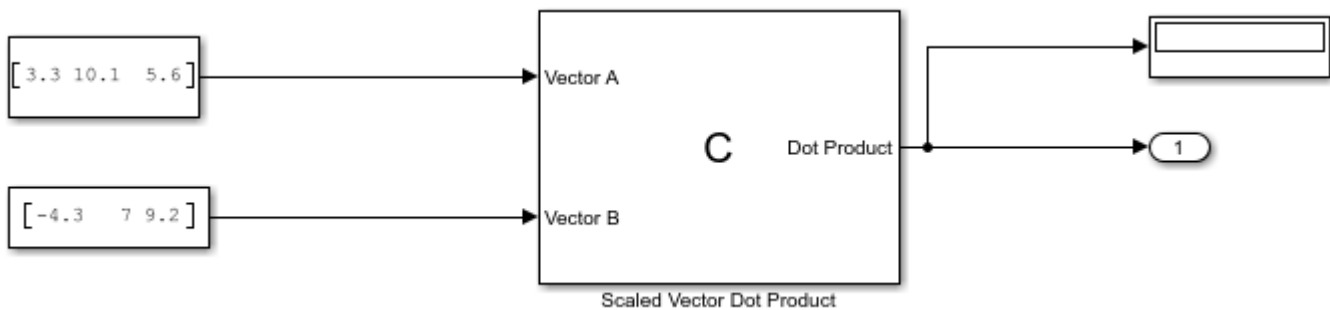 [3.3 10.1 5.6]
Vector A
C
Dot Product
1
[-4.3 7 9.2]
Vector B
Scaled Vector Dot Product